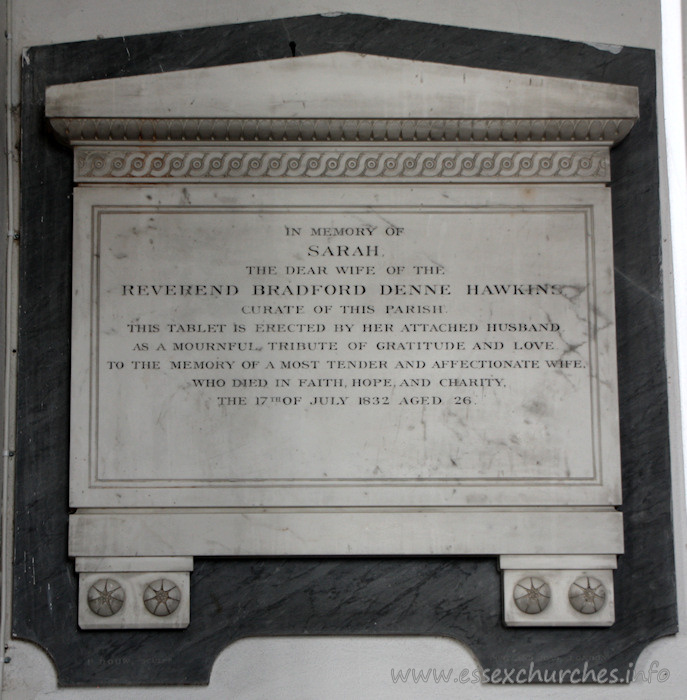 IN MEMORY OF
SARAH,
THE DEAR WIFE OF THE
REVEREND BRADFORD DENNE HAWKINS
CURATE OF THIS PARISH.
THIS TABLET IS ERECTED BY HER ATTACHED HUSBAND
AS A MOURNFUL TRIBUTE OF GRATITUDE AND LOVE
TO THE MEMORY OF A MOST TENDER AND AFFECTIONATE WIFE,
WHO DIED IN FAITH, HOPE, AND CHARITY,
THE 17TH OF JULY 1832 AGED 26.
www.essexchurches.info